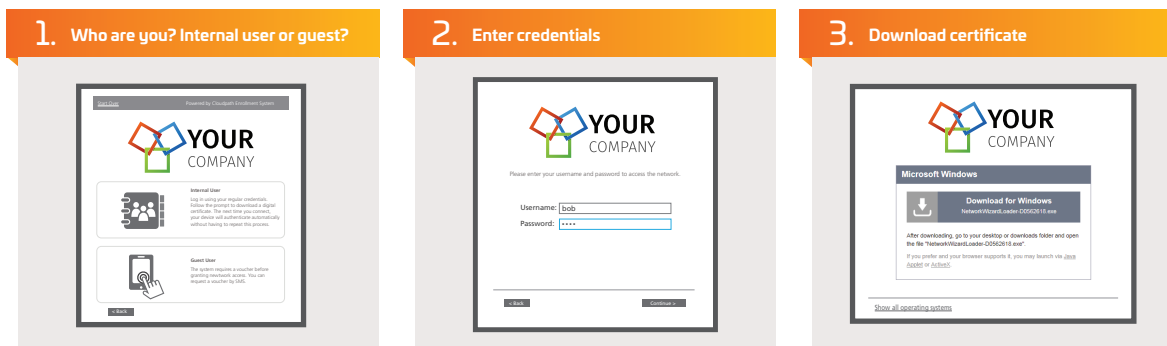 1. Who are you? Internal user or guest?
Start Over
Powered by Cloudpath Enrollment System
YOUR
COMPANY
Internal User
Log in using your regular credentials.
Follow the prompt to download a digital
certificate. The next time you connect,
your device will authenticate automatically
without having to repeat this process.
Guest User
The system requires a voucher before
granting newtwork access. You can
request a voucher by SMS.
< Back
2. Enter credentials
YOUR
COMPANY
Please enter your username and password to access the network.
Username: bob
Password: ••••
< Back
Continue >
3. Download certificate
YOUR
COMPANY
Microsoft Windows
Download for Windows
NetworkWizardLoader-D0562618.exe
After downloading, go to your desktop or downloads folder and open
the file "NetworkWizardLoader-D0562618.exe".
If you prefer and your browser supports it, you may launch via Java
Applet or ActiveX.
Show all operating systems